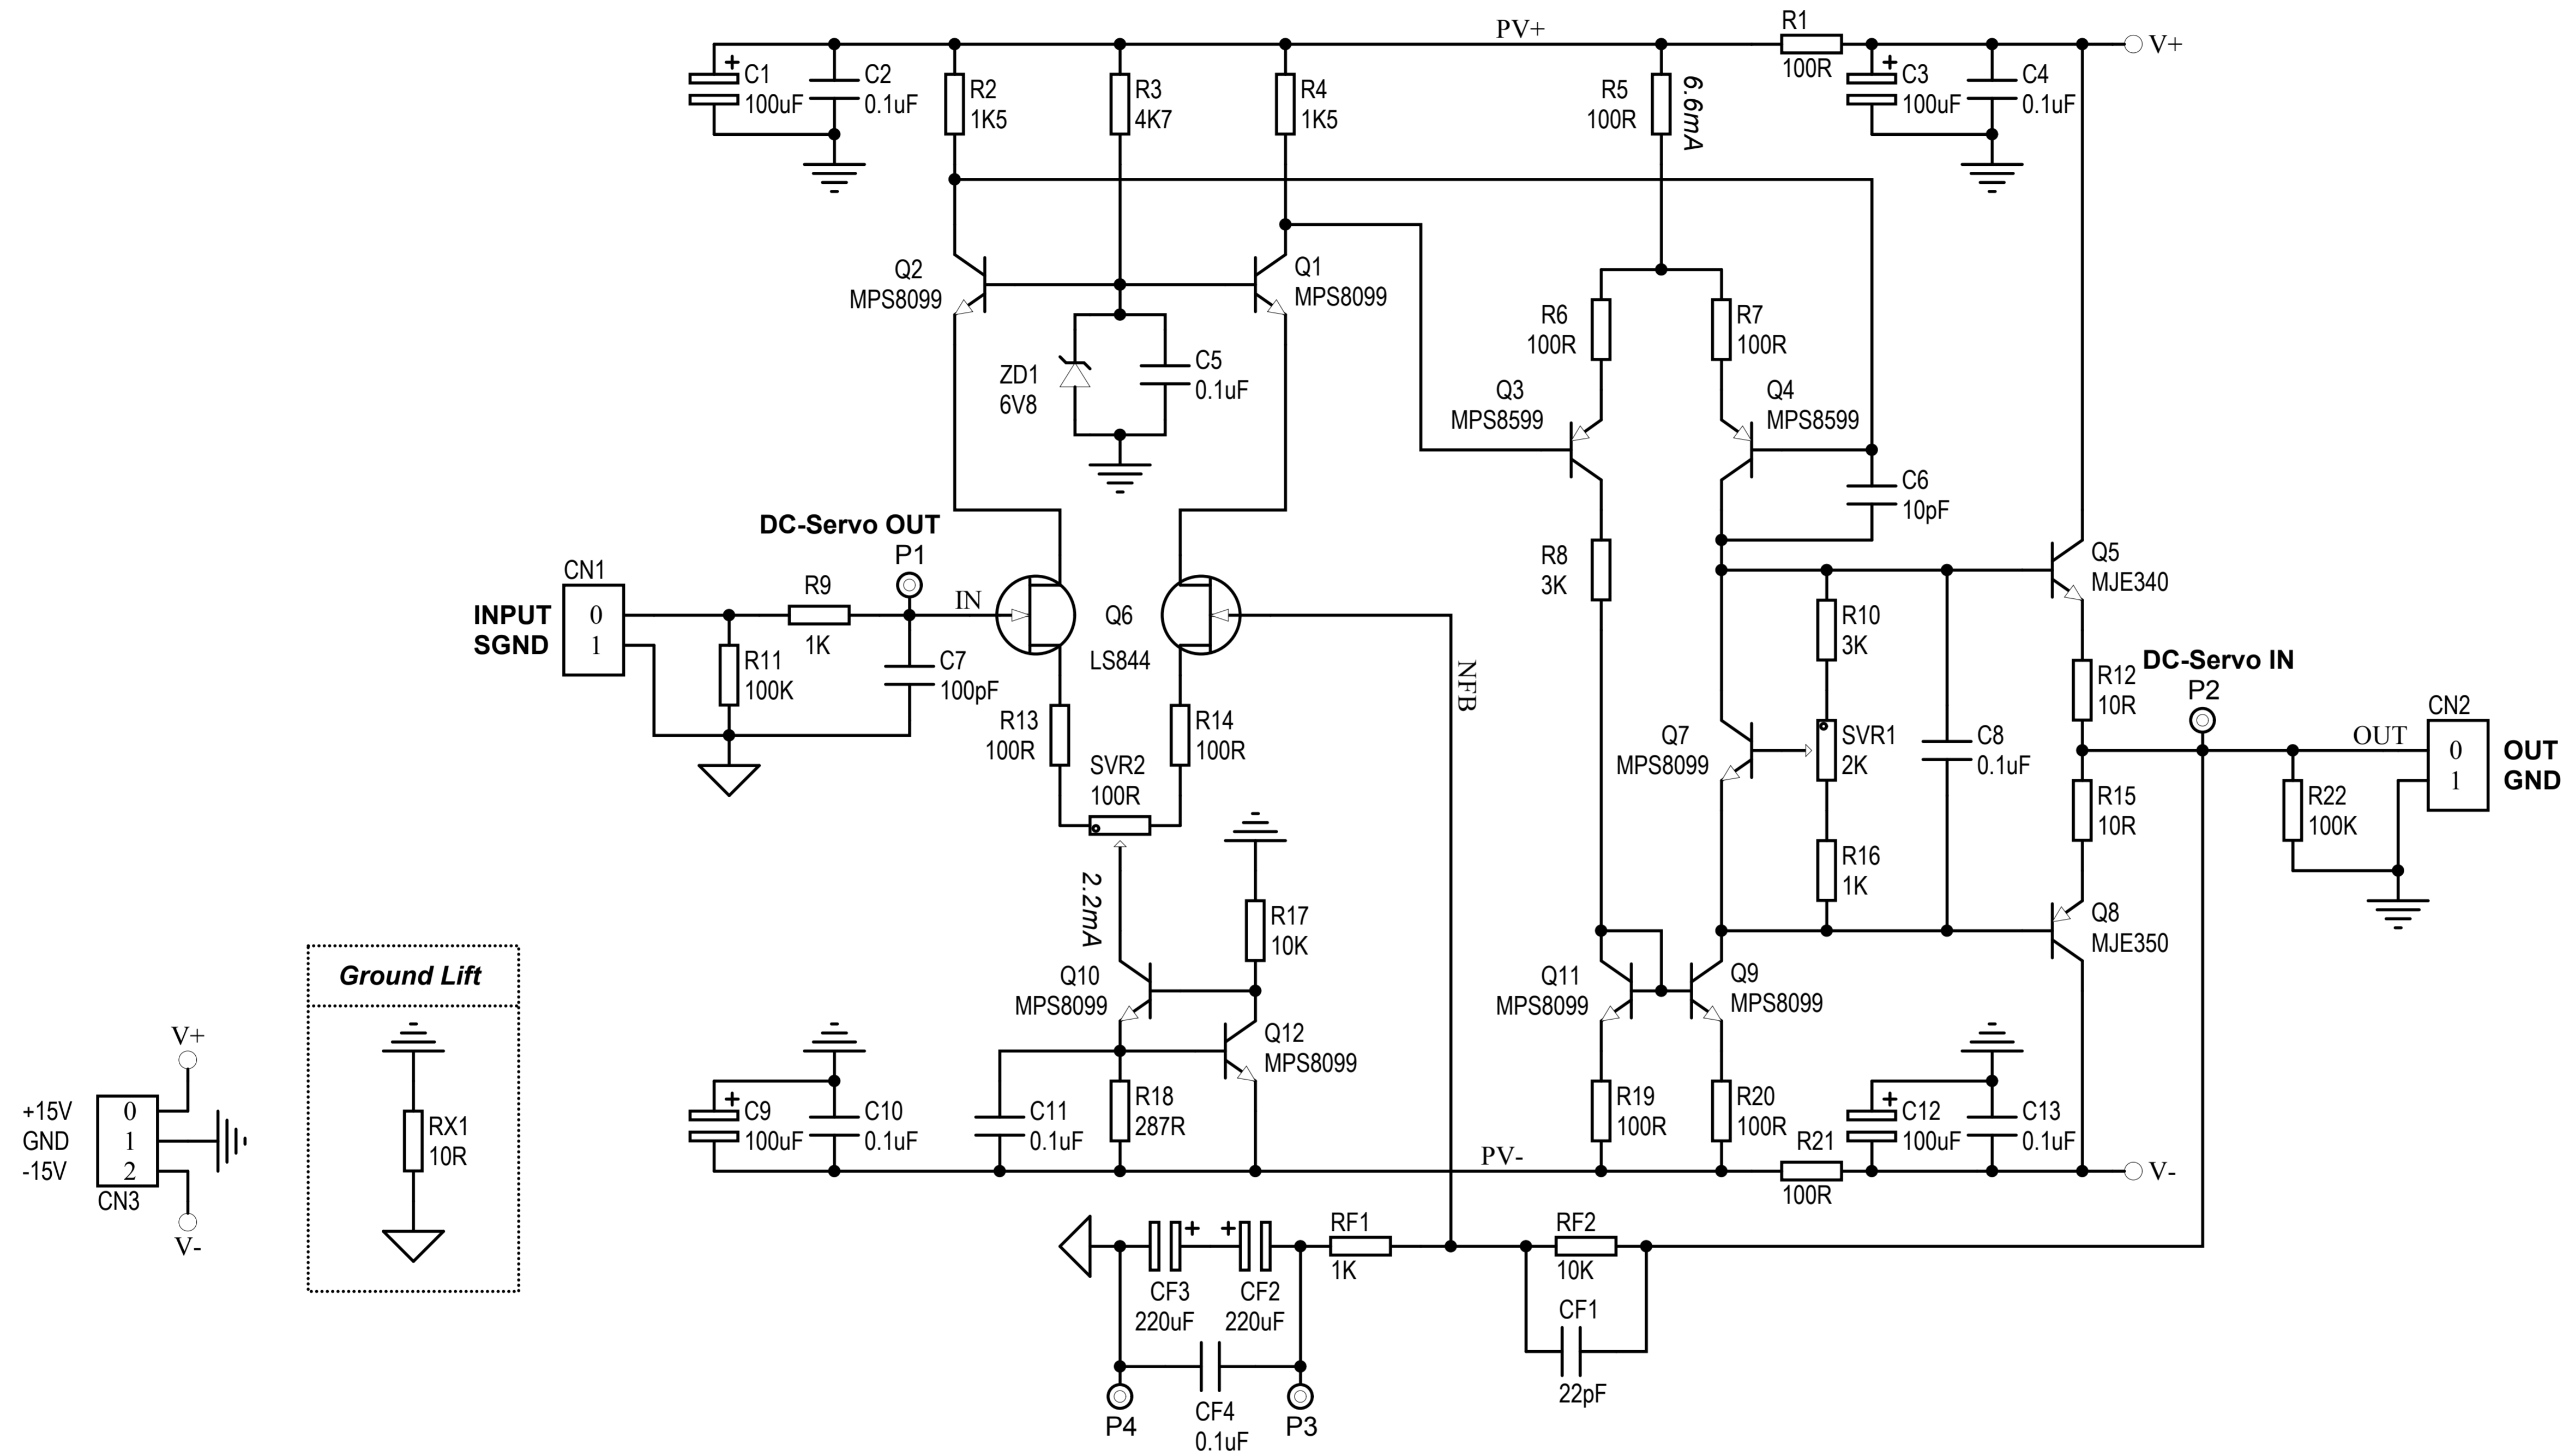 PV+
R1
100R
V+
C1
100uF
C2
0.1uF
R2
1K5
R3
4K7
R4
1K5
R5
100R
6.6mA
C3
100uF
C4
0.1uF
Q2
MPS8099
Q1
MPS8099
ZD1
6V8
C5
0.1uF
R6
100R
R7
100R
Q3
MPS8599
Q4
MPS8599
C6
10pF
DC-Servo OUT
P1
CN1
INPUT
SGND
0
1
R9
1K
IN
R11
100K
C7
100pF
Q6
LS844
R8
3K
NFB
R10
3K
Q5
MJE340
R12
10R
DC-Servo IN
P2
CN2
OUT
0
1
OUT
GND
R13
100R
R14
100R
SVR2
100R
2.2mA
Q7
MPS8099
SVR1
2K
C8
0.1uF
R15
10R
R22
100K
R16
1K
Q8
MJE350
R17
10K
Q10
MPS8099
Q12
MPS8099
Q11
MPS8099
Q9
MPS8099
Ground Lift
RX1
10R
V+
+15V
GND
-15V
0
1
2
CN3
V-
C9
100uF
C10
0.1uF
C11
0.1uF
R18
287R
R19
100R
R20
100R
R21
100R
C12
100uF
C13
0.1uF
PV-
V-
CF3
220uF
CF2
220uF
RF1
1K
RF2
10K
CF1
22pF
P4
CF4
0.1uF
P3